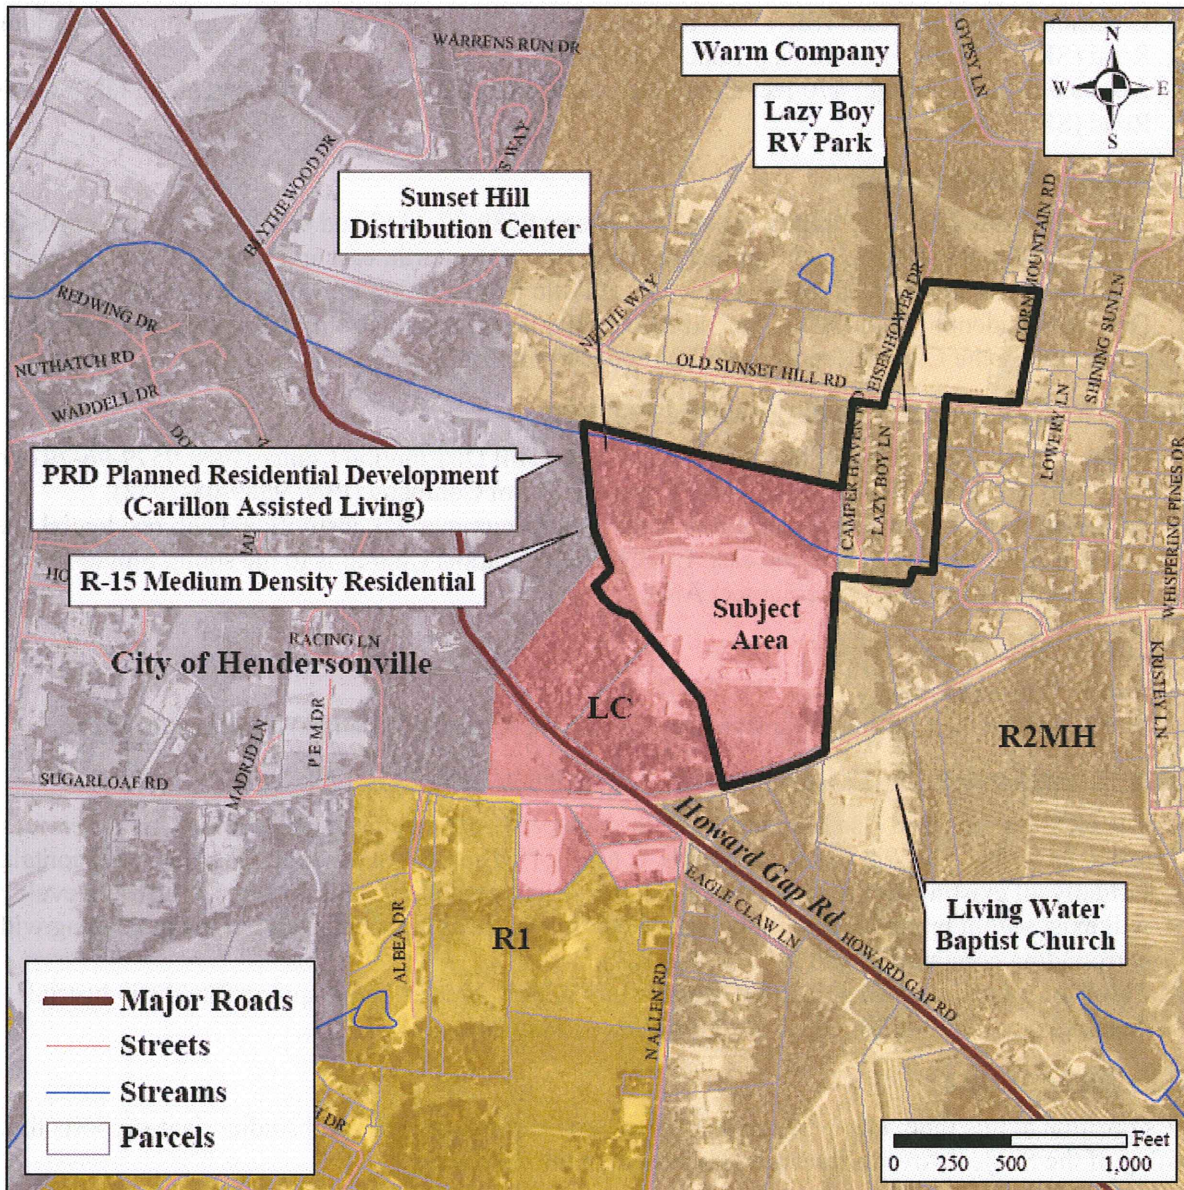 WARRENS RUN DR
GYPSY LN
Warm Company
N
W
E
S
Lazy Boy
RV Park
S WAY
BLYTHE WOOD DR
Sunset Hill
Distribution Center
CORN MOUNTAIN RD
SHINING SUN LN
EISENHOWER DR
NETTIE WAY
REDWING DR
NUTHATCH RD
WADDELL DR
OLD SUNSET HILL RD
LOWERY LN
PRD Planned Residential Development
(Carillon Assisted Living)
CAMPER HAVEN RD
LAZY BOY LN
WHISPERING PINES DR
R-15 Medium Density Residential
Subject
Area
RACING LN
City of Hendersonville
KRISTEY LN
LC
R2MH
P E M DR
MADRID LN
SUGARLOAF RD
Howard Gap Rd
EAGLE CLAW LN
HOWARD GAP RD
Living Water
Baptist Church
ALBEA DR
R1
N ALLEN RD
Major Roads
Streets
Streams
Parcels
DR
Feet
0 250 500 1,000